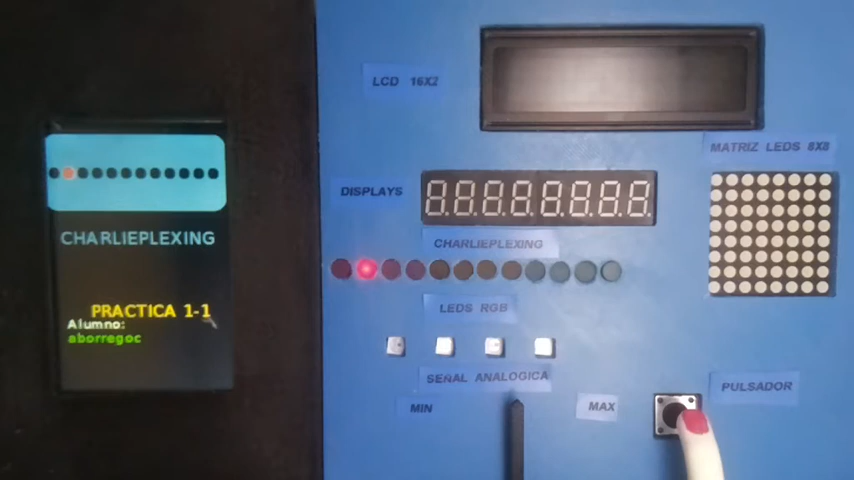 CHARLIEPLEXING
PRACTICA 1-1
Alumno:
aborregoc
LCD 16X2
MATRIZ LEDS 8X8
DISPLAYS
CHARLIEPLEXING
LEDS RGB
SEÑAL ANALOGICA
MIN
MAX
PULSADOR